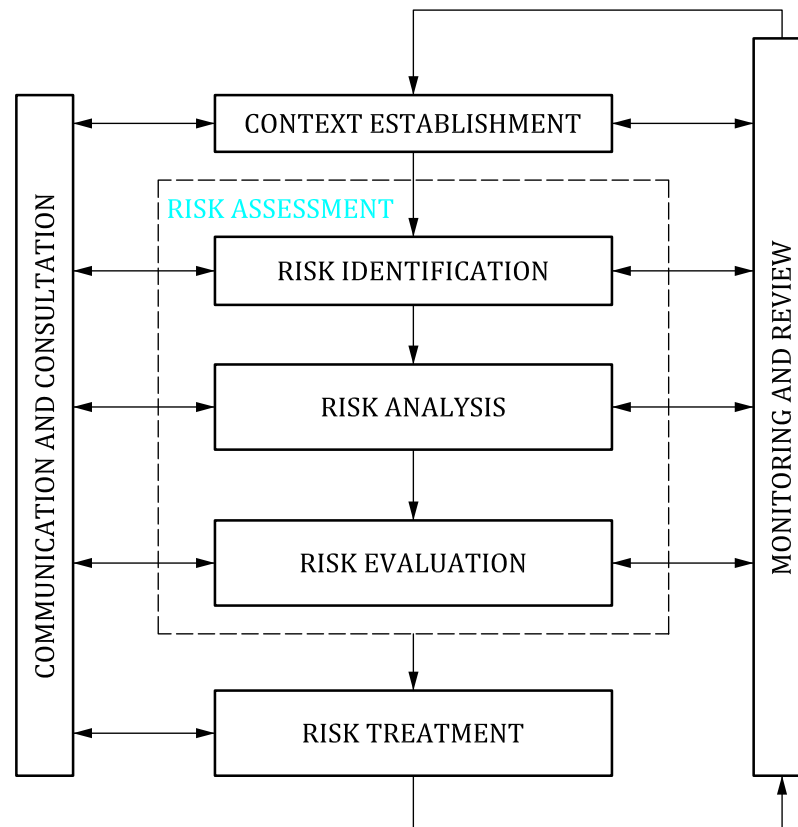 CONTEXT ESTABLISHMENT
RISK ASSESSMENT
RISK IDENTIFICATION
RISK ANALYSIS
RISK EVALUATION
RISK TREATMENT
COMMUNICATION AND CONSULTATION
MONITORING AND REVIEW